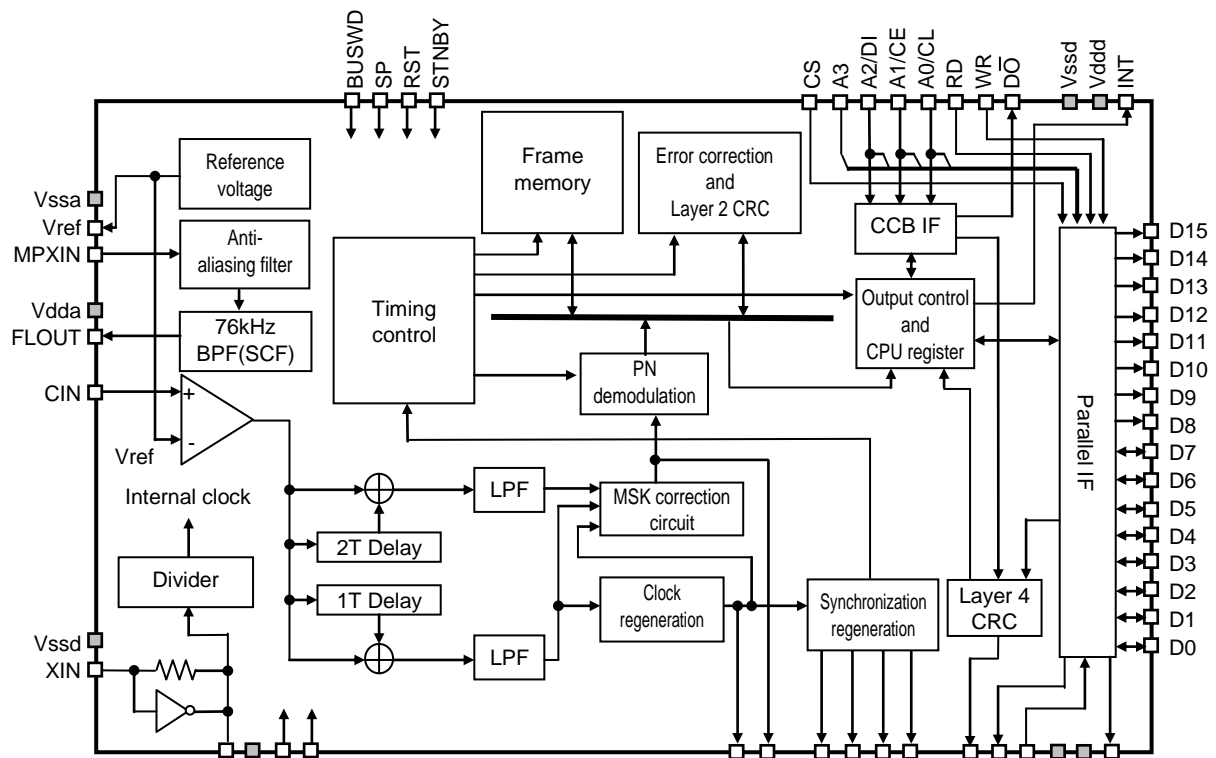 BUSWD
SP
RST
STNBY
CS
A3
A2/DI
A1/CE
A0/CL
RD
WR
DO
Vssd
Vddd
INT
Vssa
Vref
MPXIN
Vdda
FLOUT
CIN
Vssd
XIN
Reference
voltage
Anti-
aliasing filter
76kHz
BPF(SCF)
+
-
Vref
Internal clock
Divider
Timing
control
Frame
memory
Error correction
and
Layer 2 CRC
CCB IF
Output control
and
CPU register
PN
demodulation
LPF
MSK correction
circuit
2T Delay
1T Delay
Clock
regeneration
LPF
Synchronization
regeneration
Layer 4
CRC
Parallel IF
D15
D14
D13
D12
D11
D10
D9
D8
D7
D6
D5
D4
D3
D2
D1
D0